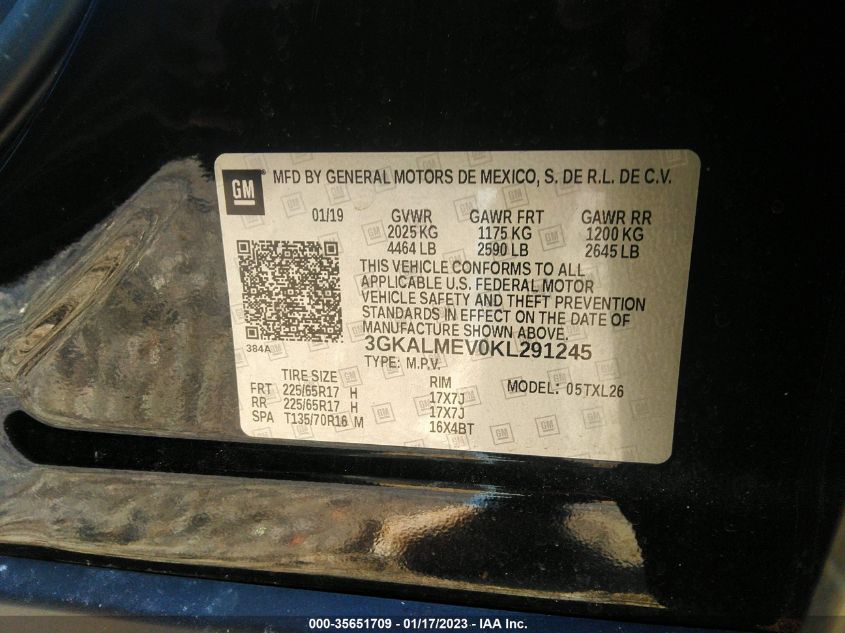 GM
MFD BY GENERAL MOTORS DE MEXICO, S. DE R.L. DE C.V.
01/19 GVWR GAWR FRT GAWR RR
2025 KG 1175 KG 1200 KG
4464 LB 2590 LB 2645 LB
THIS VEHICLE CONFORMS TO ALL
APPLICABLE U.S. FEDERAL MOTOR
VEHICLE SAFETY AND THEFT PREVENTION
STANDARDS IN EFFECT ON THE DATE OF
MANUFACTURE SHOWN ABOVE.
384A
3GKALMEV0KL291245
TYPE: M.P.V.
TIRE SIZE RIM MODEL: 05TXL26
FRT 225/65R17 H 17X7J
RR 225/65R17 H 17X7J
SPA T135/70R16 M 16X4BT
000-35651709 — 01/17/2023 — IAA Inc.